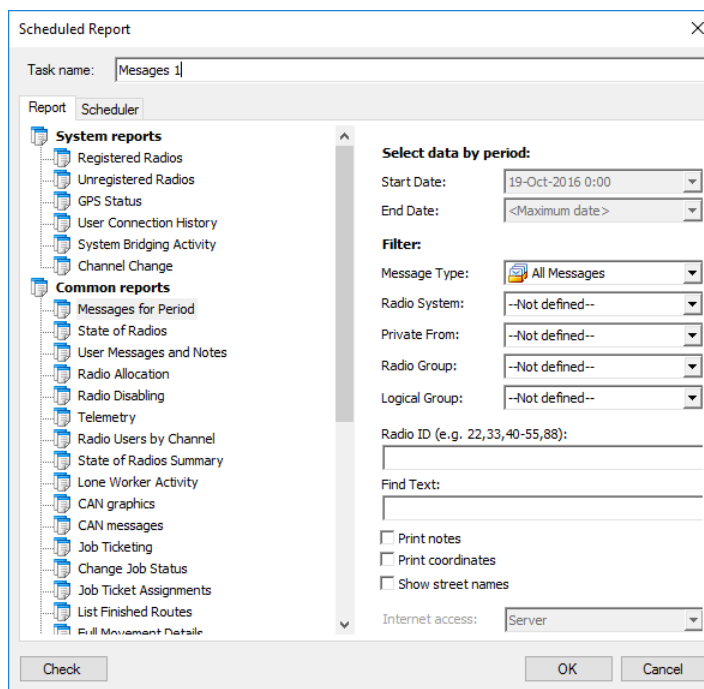 Scheduled Report
Task name: Mesages 1
Report Scheduler
System reports
Registered Radios
Unregistered Radios
GPS Status
User Connection History
System Bridging Activity
Channel Change
Common reports
Messages for Period
State of Radios
User Messages and Notes
Radio Allocation
Radio Disabling
Telemetry
Radio Users by Channel
State of Radios Summary
Lone Worker Activity
CAN graphics
CAN messages
Job Ticketing
Change Job Status
Job Ticket Assignments
List Finished Routes
Full Movement Details
Select data by period:
Start Date: 19-Oct-2016 0:00
End Date: <Maximum date>
Filter:
Message Type: All Messages
Radio System: --Not defined--
Private From: --Not defined--
Radio Group: --Not defined--
Logical Group: --Not defined--
Radio ID (e.g. 22,33,40-55,88):
Find Text:
Print notes
Print coordinates
Show street names
Internet access: Server
Check OK Cancel